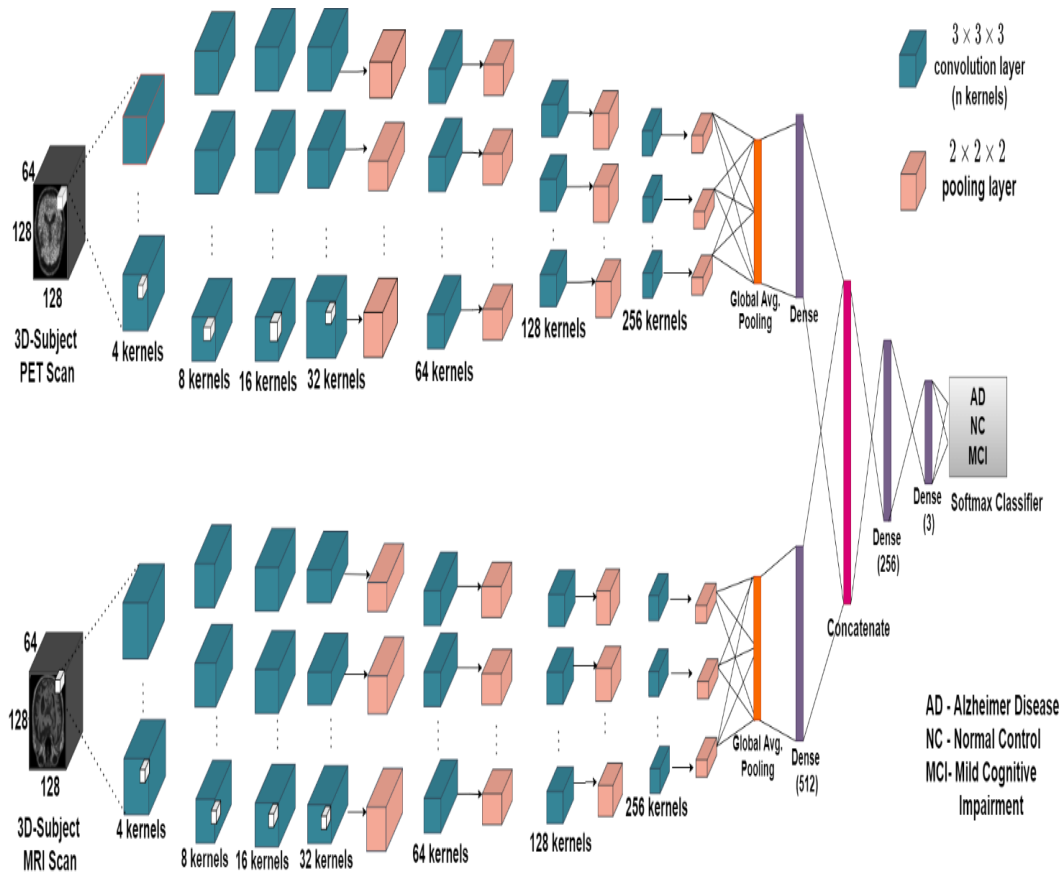 3 × 3 × 3
convolution layer
(n kernels)
2 × 2 × 2
pooling layer
64
128
128
3D-Subject
PET Scan
4 kernels
8 kernels
16 kernels
32 kernels
64 kernels
128 kernels
256 kernels
Global Avg.
Pooling
Dense
AD
NC
MCI
Softmax Classifier
Dense
(3)
Dense
(256)
Concatenate
64
128
128
3D-Subject
MRI Scan
4 kernels
8 kernels
16 kernels
32 kernels
64 kernels
128 kernels
256 kernels
Global Avg.
Pooling
Dense
(512)
AD - Alzheimer Disease
NC - Normal Control
MCI- Mild Cognitive
Impairment